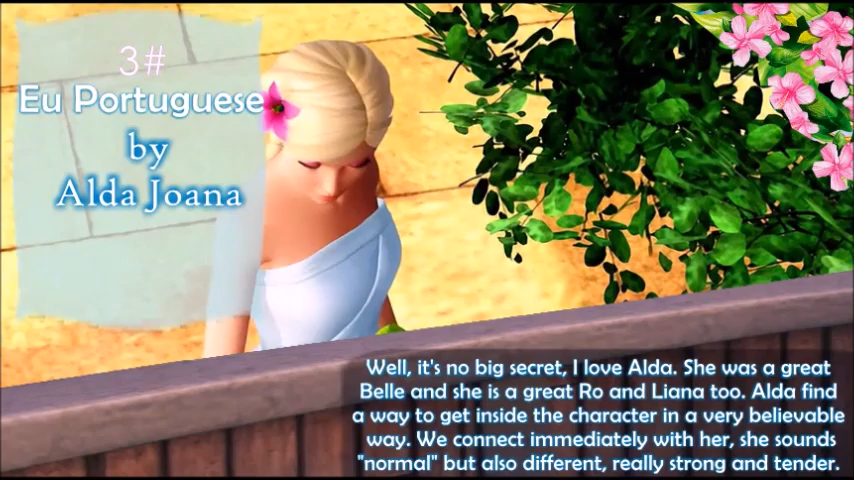 3#
Eu Portuguese
by
Alda Joana
Well, it's no big secret, I love Alda. She was a great
Belle and she is a great Ro and Liana too. Alda find
a way to get inside the character in a very believable
way. We connect immediately with her, she sounds
"normal" but also different, really strong and tender.